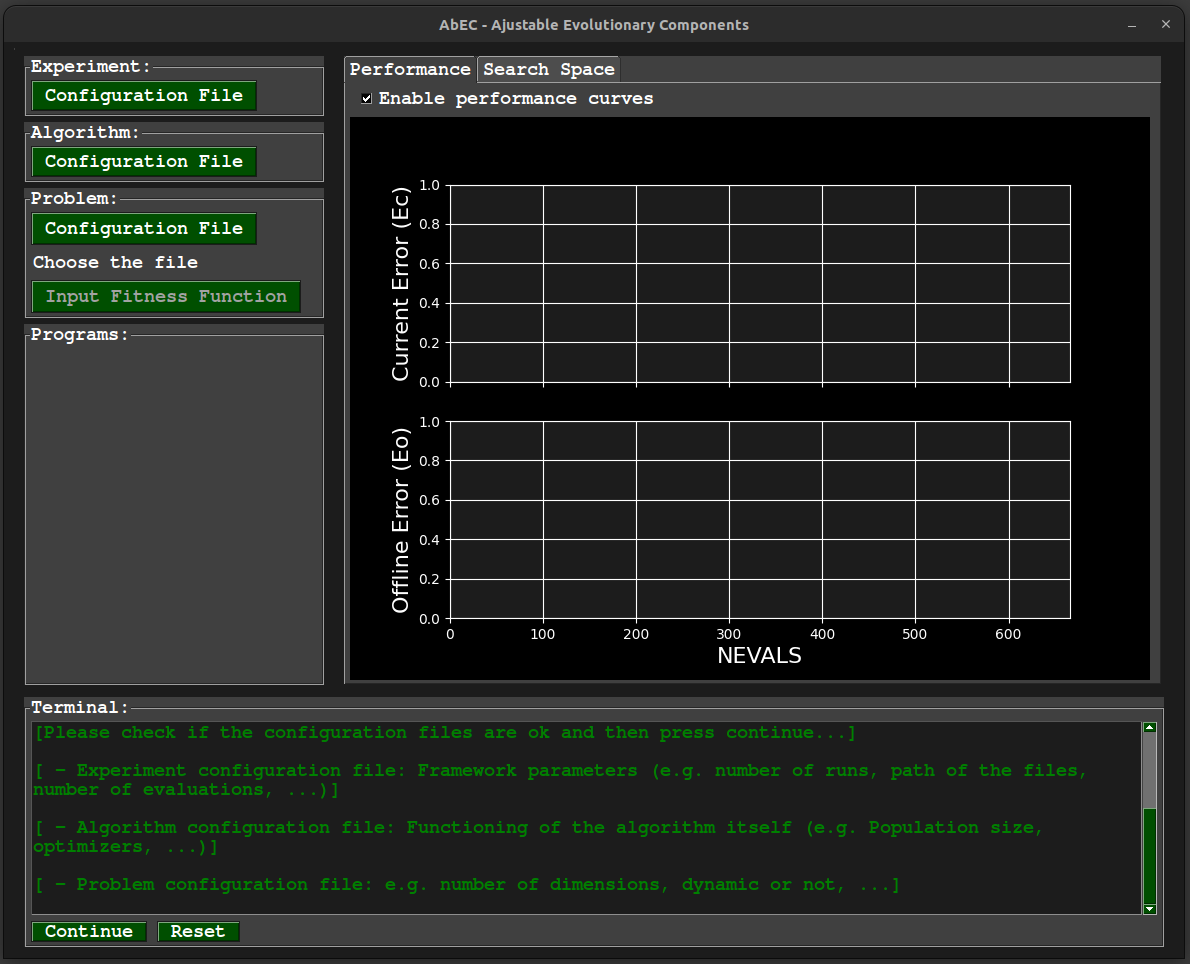 AbEC - Ajustable Evolutionary Components
Experiment:
Configuration File
Algorithm:
Configuration File
Problem:
Configuration File
Choose the file
Input Fitness Function
Programs:
Performance
Search Space
Enable performance curves
Current Error (Ec)
1.0
0.8
0.6
0.4
0.2
0.0
Offline Error (Eo)
1.0
0.8
0.6
0.4
0.2
0.0
0 100 200 300 400 500 600
NEVALS
Terminal:
[Please check if the configuration files are ok and then press continue...]
[ - Experiment configuration file: Framework parameters (e.g. number of runs, path of the files,
number of evaluations, ...)]
[ - Algorithm configuration file: Functioning of the algorithm itself (e.g. Population size,
optimizers, ...)]
[ - Problem configuration file: e.g. number of dimensions, dynamic or not, ...]
Continue
Reset